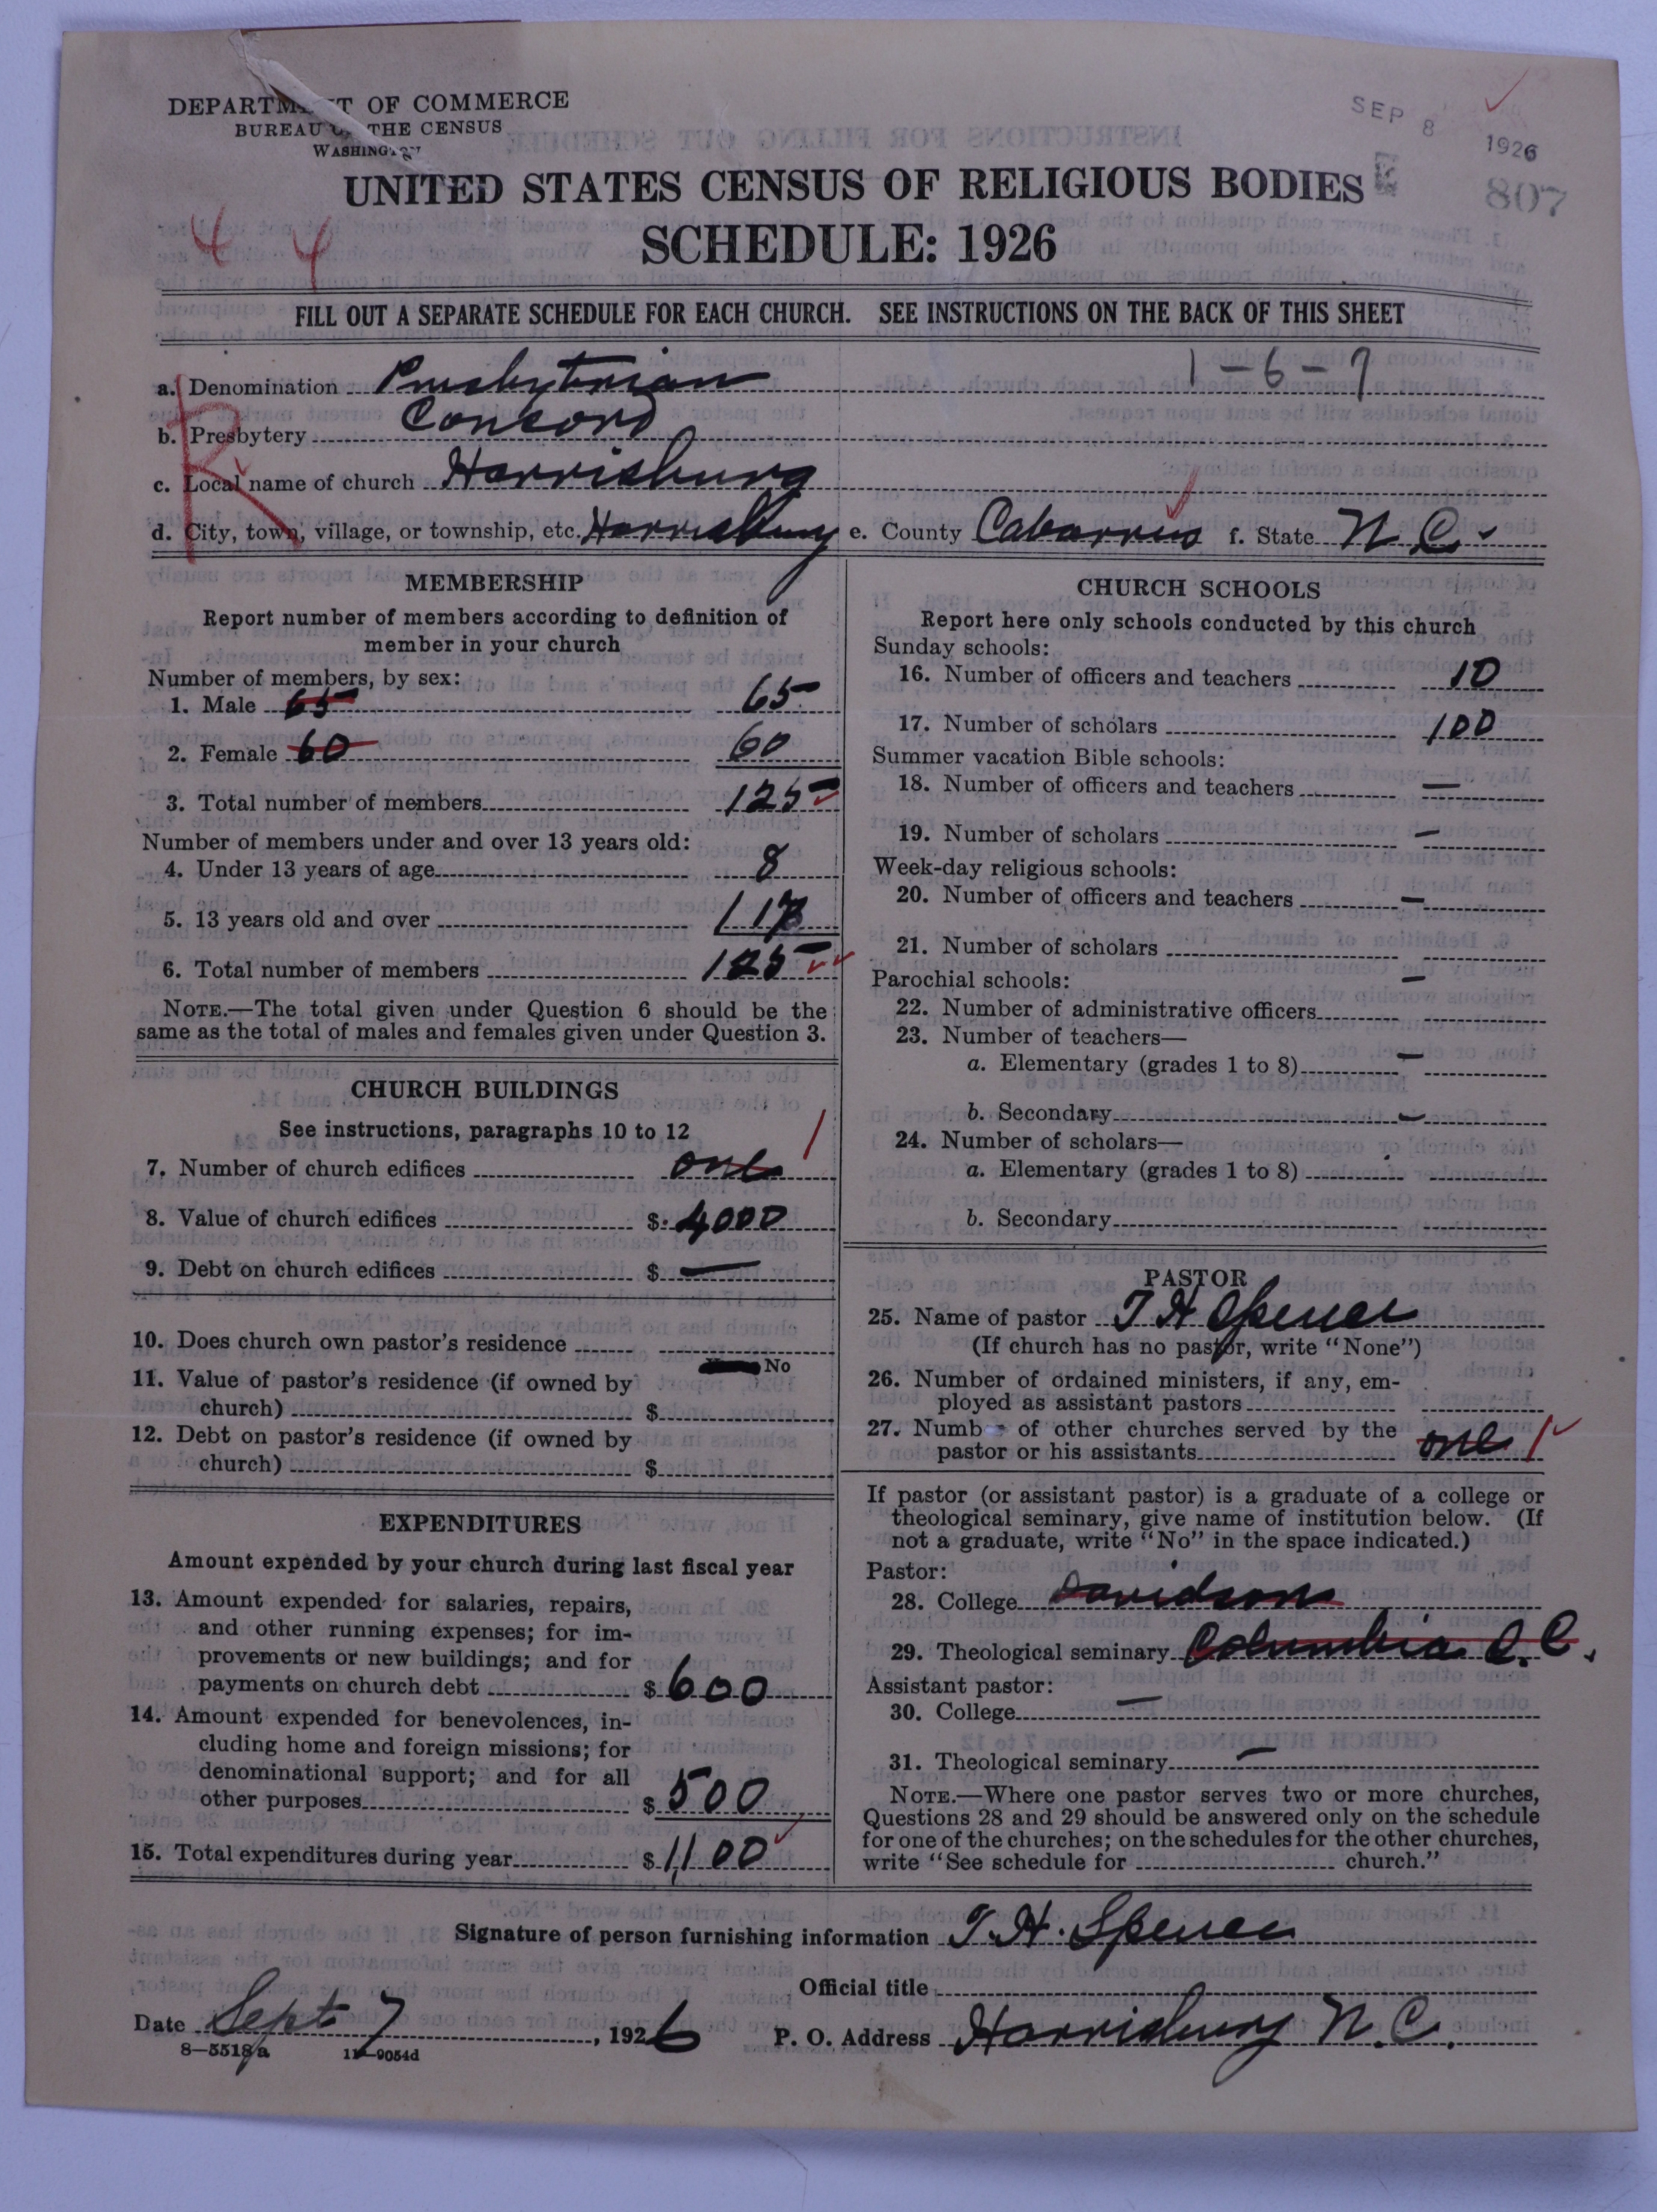 DEPARTMENT OF COMMERCE
BUREAU OF THE CENSUS
WASHINGTON
SEP 8 1926
807
UNITED STATES CENSUS OF RELIGIOUS BODIES
SCHEDULE: 1926
4 4
FILL OUT A SEPARATE SCHEDULE FOR EACH CHURCH. SEE INSTRUCTIONS ON THE BACK OF THIS SHEET
1-6-7
a. Denomination Presbyterian
b. Presbytery Concord
R
c. Local name of church Harrisburg
d. City, town, village, or township, etc. Harrisburg e. County Cabarrus f. State N.C.
MEMBERSHIP
Report number of members according to definition of
member in your church
Number of members, by sex:
1. Male 65 65
2. Female 60 60
3. Total number of members 125
Number of members under and over 13 years old:
4. Under 13 years of age 8
5. 13 years old and over 117
6. Total number of members 125
NOTE.—The total given under Question 6 should be the
same as the total of males and females given under Question 3.
CHURCH BUILDINGS
See instructions, paragraphs 10 to 12
7. Number of church edifices one 1
8. Value of church edifices $ 4000
9. Debt on church edifices $ —
10. Does church own pastor's residence
No
11. Value of pastor's residence (if owned by
church) $
12. Debt on pastor's residence (if owned by
church) $
EXPENDITURES
Amount expended by your church during last fiscal year
13. Amount expended for salaries, repairs,
and other running expenses; for im-
provements or new buildings; and for
payments on church debt $ 600
14. Amount expended for benevolences, in-
cluding home and foreign missions; for
denominational support; and for all
other purposes $ 500
15. Total expenditures during year $ 1,100
CHURCH SCHOOLS
Report here only schools conducted by this church
Sunday schools:
16. Number of officers and teachers 10
17. Number of scholars 100
Summer vacation Bible schools:
18. Number of officers and teachers —
19. Number of scholars —
Week-day religious schools:
20. Number of officers and teachers —
21. Number of scholars
Parochial schools: —
22. Number of administrative officers
23. Number of teachers—
a. Elementary (grades 1 to 8) —
b. Secondary —
24. Number of scholars—
a. Elementary (grades 1 to 8)
b. Secondary
PASTOR
25. Name of pastor T H Spence
(If church has no pastor, write "None")
26. Number of ordained ministers, if any, em-
ployed as assistant pastors
27. Number of other churches served by the
pastor or his assistants one 1
If pastor (or assistant pastor) is a graduate of a college or
theological seminary, give name of institution below. (If
not a graduate, write "No" in the space indicated.)
Pastor:
28. College Davidson
29. Theological seminary Columbia S.C.
Assistant pastor:
30. College —
31. Theological seminary —
NOTE.—Where one pastor serves two or more churches,
Questions 28 and 29 should be answered only on the schedule
for one of the churches; on the schedules for the other churches,
write "See schedule for church."
Signature of person furnishing information T. H. Spence
Official title
Date Sept 7, 1926
P. O. Address Harrisburg N.C.
8—5518a 11—9054d